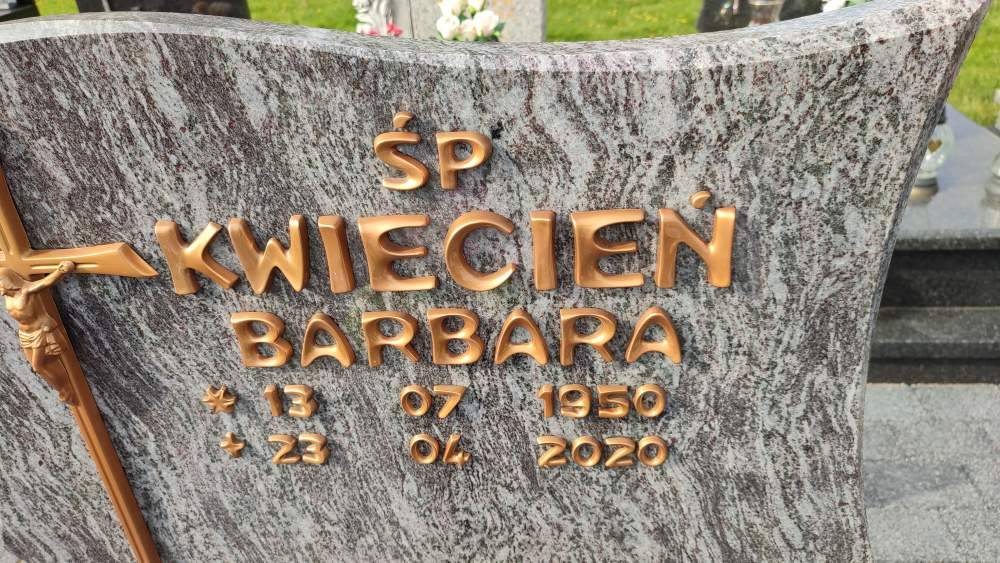 ŚP
KWIECIEŃ
BARBARA
* 13 07 1950
+ 23 04 2020